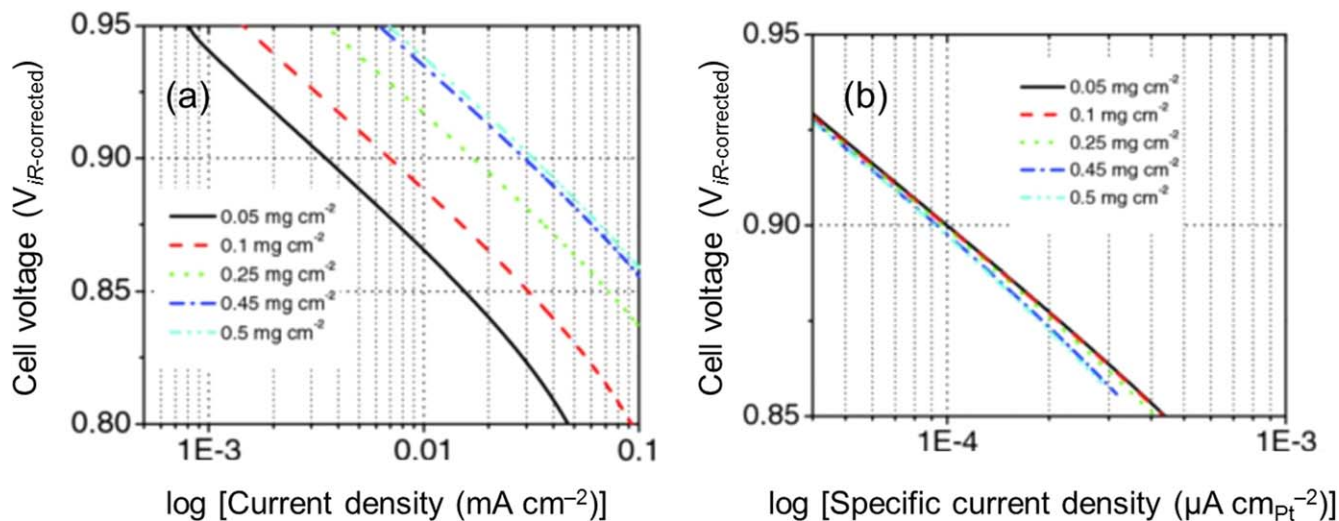 0.95
0.90
0.85
0.80
Cell voltage (V_iR-corrected)
(a)
0.05 mg cm⁻²
0.1 mg cm⁻²
0.25 mg cm⁻²
0.45 mg cm⁻²
0.5 mg cm⁻²
1E-3 0.01 0.1
log [Current density (mA cm⁻²)]
0.95
0.90
0.85
Cell voltage (V_iR-corrected)
(b)
0.05 mg cm⁻²
0.1 mg cm⁻²
0.25 mg cm⁻²
0.45 mg cm⁻²
0.5 mg cm⁻²
1E-4 1E-3
log [Specific current density (μA cm_Pt⁻²)]